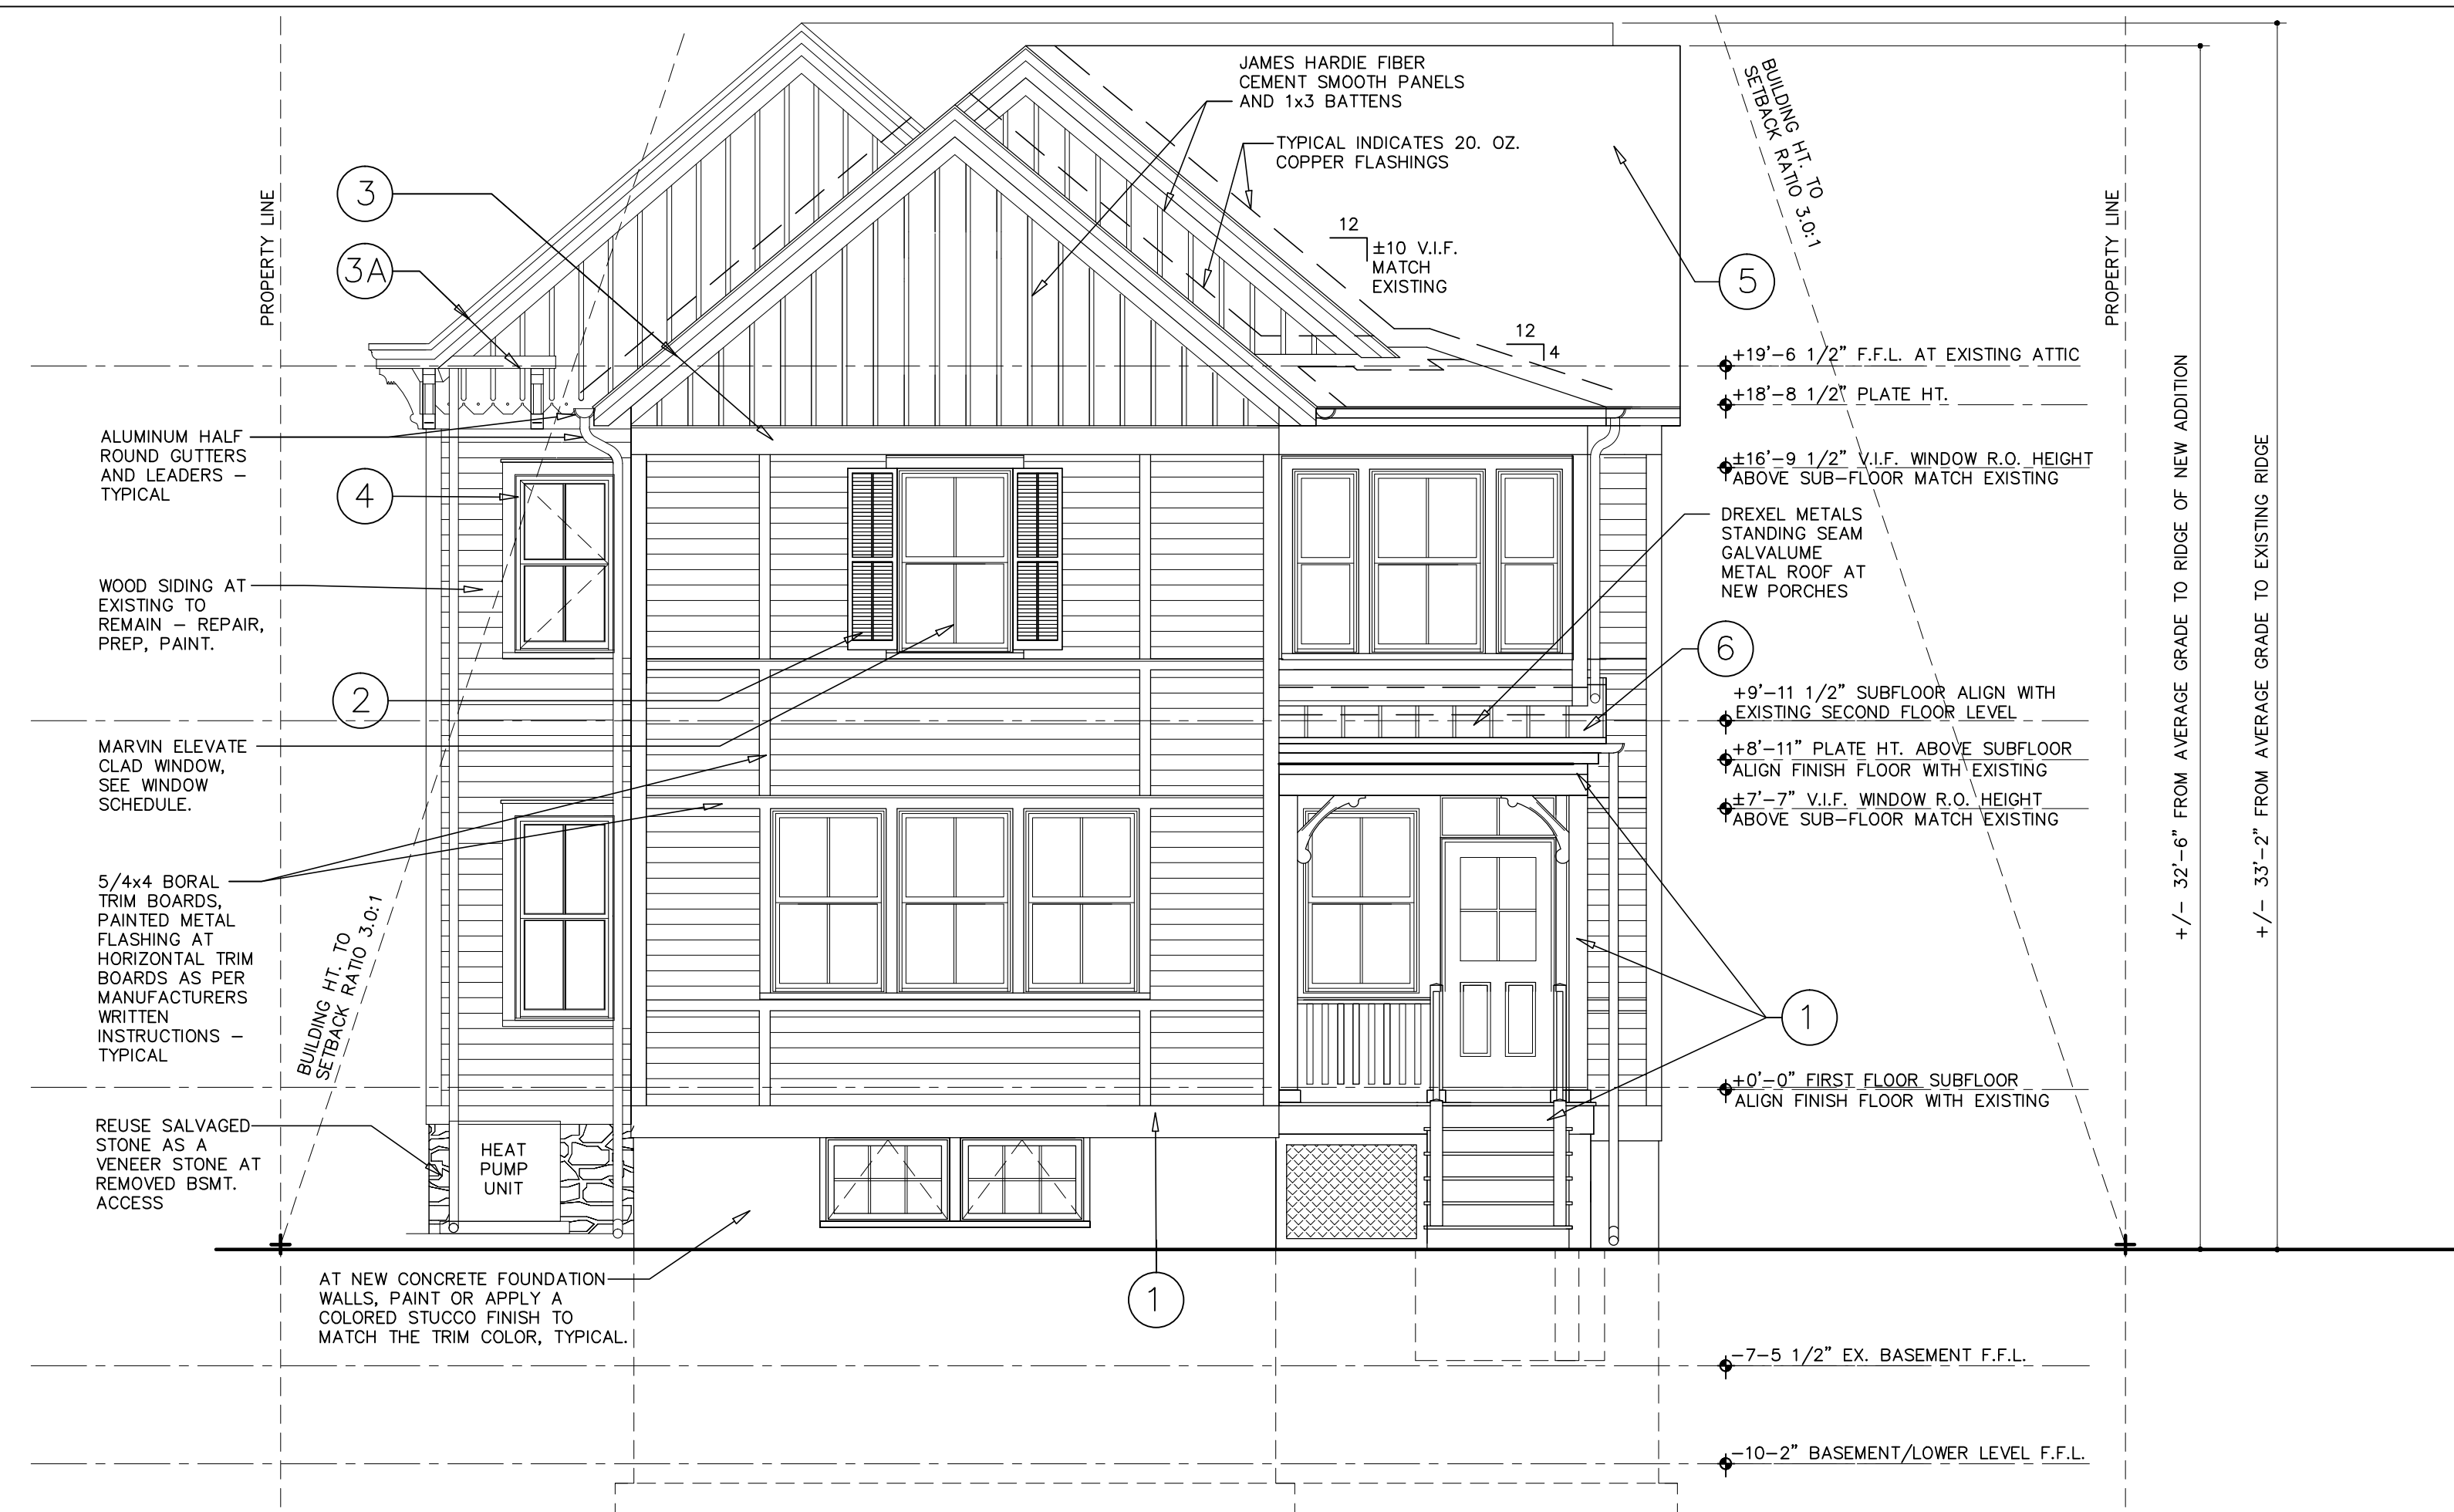 JAMES HARDIE FIBER
CEMENT SMOOTH PANELS
AND 1x3 BATTENS
TYPICAL INDICATES 20. OZ.
COPPER FLASHINGS
BUILDING HT. TO
SETBACK RATIO 3.0:1
PROPERTY LINE
PROPERTY LINE
3
3A
12
±10 V.I.F.
MATCH
EXISTING
5
12
4
+19'-6 1/2" F.F.L. AT EXISTING ATTIC
+18'-8 1/2" PLATE HT.
±16'-9 1/2" V.I.F. WINDOW R.O. HEIGHT
ABOVE SUB-FLOOR MATCH EXISTING
+/- 32'-6" FROM AVERAGE GRADE TO RIDGE OF NEW ADDITION
+/- 33'-2" FROM AVERAGE GRADE TO EXISTING RIDGE
ALUMINUM HALF
ROUND GUTTERS
AND LEADERS –
TYPICAL
4
DREXEL METALS
STANDING SEAM
GALVALUME
METAL ROOF AT
NEW PORCHES
WOOD SIDING AT
EXISTING TO
REMAIN – REPAIR,
PREP, PAINT.
6
2
+9'-11 1/2" SUBFLOOR ALIGN WITH
EXISTING SECOND FLOOR LEVEL
MARVIN ELEVATE
CLAD WINDOW,
SEE WINDOW
SCHEDULE.
+8'-11" PLATE HT. ABOVE SUBFLOOR
ALIGN FINISH FLOOR WITH EXISTING
±7'-7" V.I.F. WINDOW R.O. HEIGHT
ABOVE SUB-FLOOR MATCH EXISTING
5/4x4 BORAL
TRIM BOARDS,
PAINTED METAL
FLASHING AT
HORIZONTAL TRIM
BOARDS AS PER
MANUFACTURERS
WRITTEN
INSTRUCTIONS –
TYPICAL
BUILDING HT. TO
SETBACK RATIO 3.0:1
1
+0'-0" FIRST FLOOR SUBFLOOR
ALIGN FINISH FLOOR WITH EXISTING
REUSE SALVAGED
STONE AS A
VENEER STONE AT
REMOVED BSMT.
ACCESS
HEAT
PUMP
UNIT
AT NEW CONCRETE FOUNDATION
WALLS, PAINT OR APPLY A
COLORED STUCCO FINISH TO
MATCH THE TRIM COLOR, TYPICAL.
1
-7-5 1/2" EX. BASEMENT F.F.L.
-10-2" BASEMENT/LOWER LEVEL F.F.L.